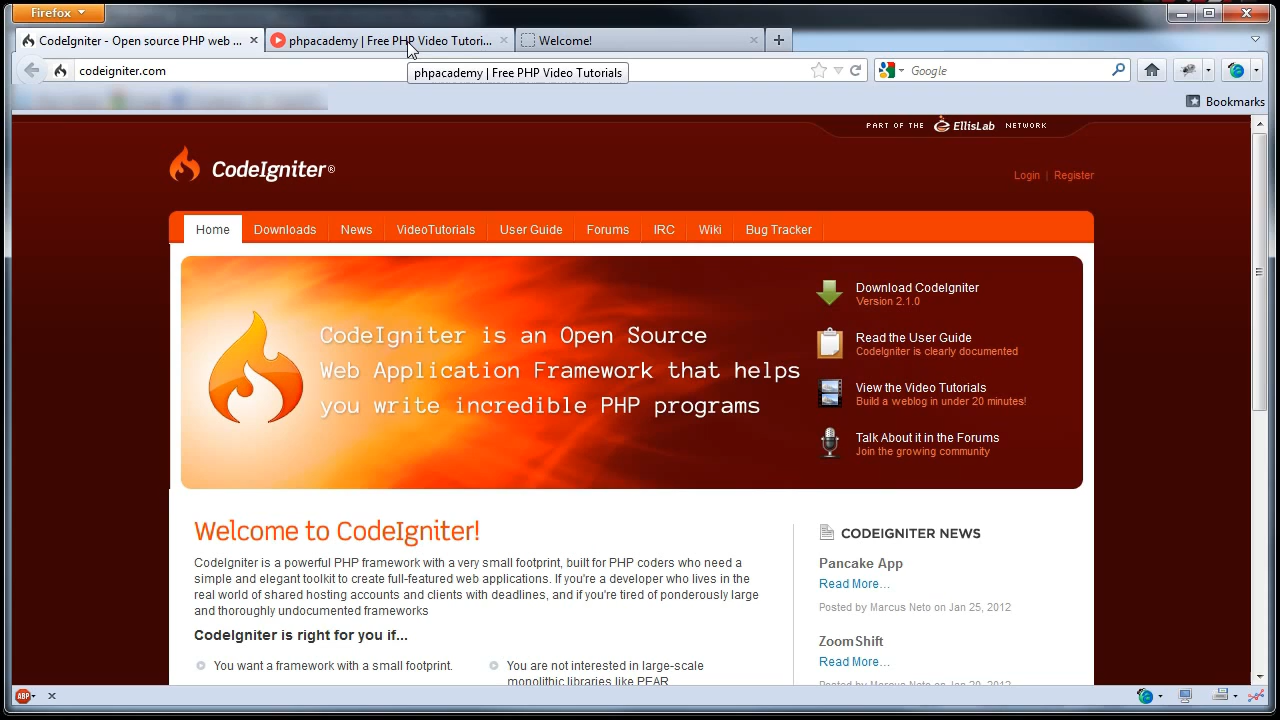 Firefox
CodeIgniter - Open source PHP web ...
phpacademy | Free PHP Video Tutori...
Welcome!
codeigniter.com
phpacademy | Free PHP Video Tutorials
Google
Bookmarks
PART OF THE EllisLab NETWORK
CodeIgniter®
Login | Register
Home
Downloads
News
VideoTutorials
User Guide
Forums
IRC
Wiki
Bug Tracker
CodeIgniter is an Open Source
Web Application Framework that helps
you write incredible PHP programs
Download CodeIgniter
Version 2.1.0
Read the User Guide
CodeIgniter is clearly documented
View the Video Tutorials
Build a weblog in under 20 minutes!
Talk About it in the Forums
Join the growing community
Welcome to CodeIgniter!
CodeIgniter is a powerful PHP framework with a very small footprint, built for PHP coders who need a
simple and elegant toolkit to create full-featured web applications. If you're a developer who lives in the
real world of shared hosting accounts and clients with deadlines, and if you're tired of ponderously large
and thoroughly undocumented frameworks
CodeIgniter is right for you if...
You want a framework with a small footprint.
You are not interested in large-scale
monolithic libraries like PEAR
CODEIGNITER NEWS
Pancake App
Read More...
Posted by Marcus Neto on Jan 25, 2012
ZoomShift
Read More...
Posted by Marcus Neto on Jan 20, 2012
ABP